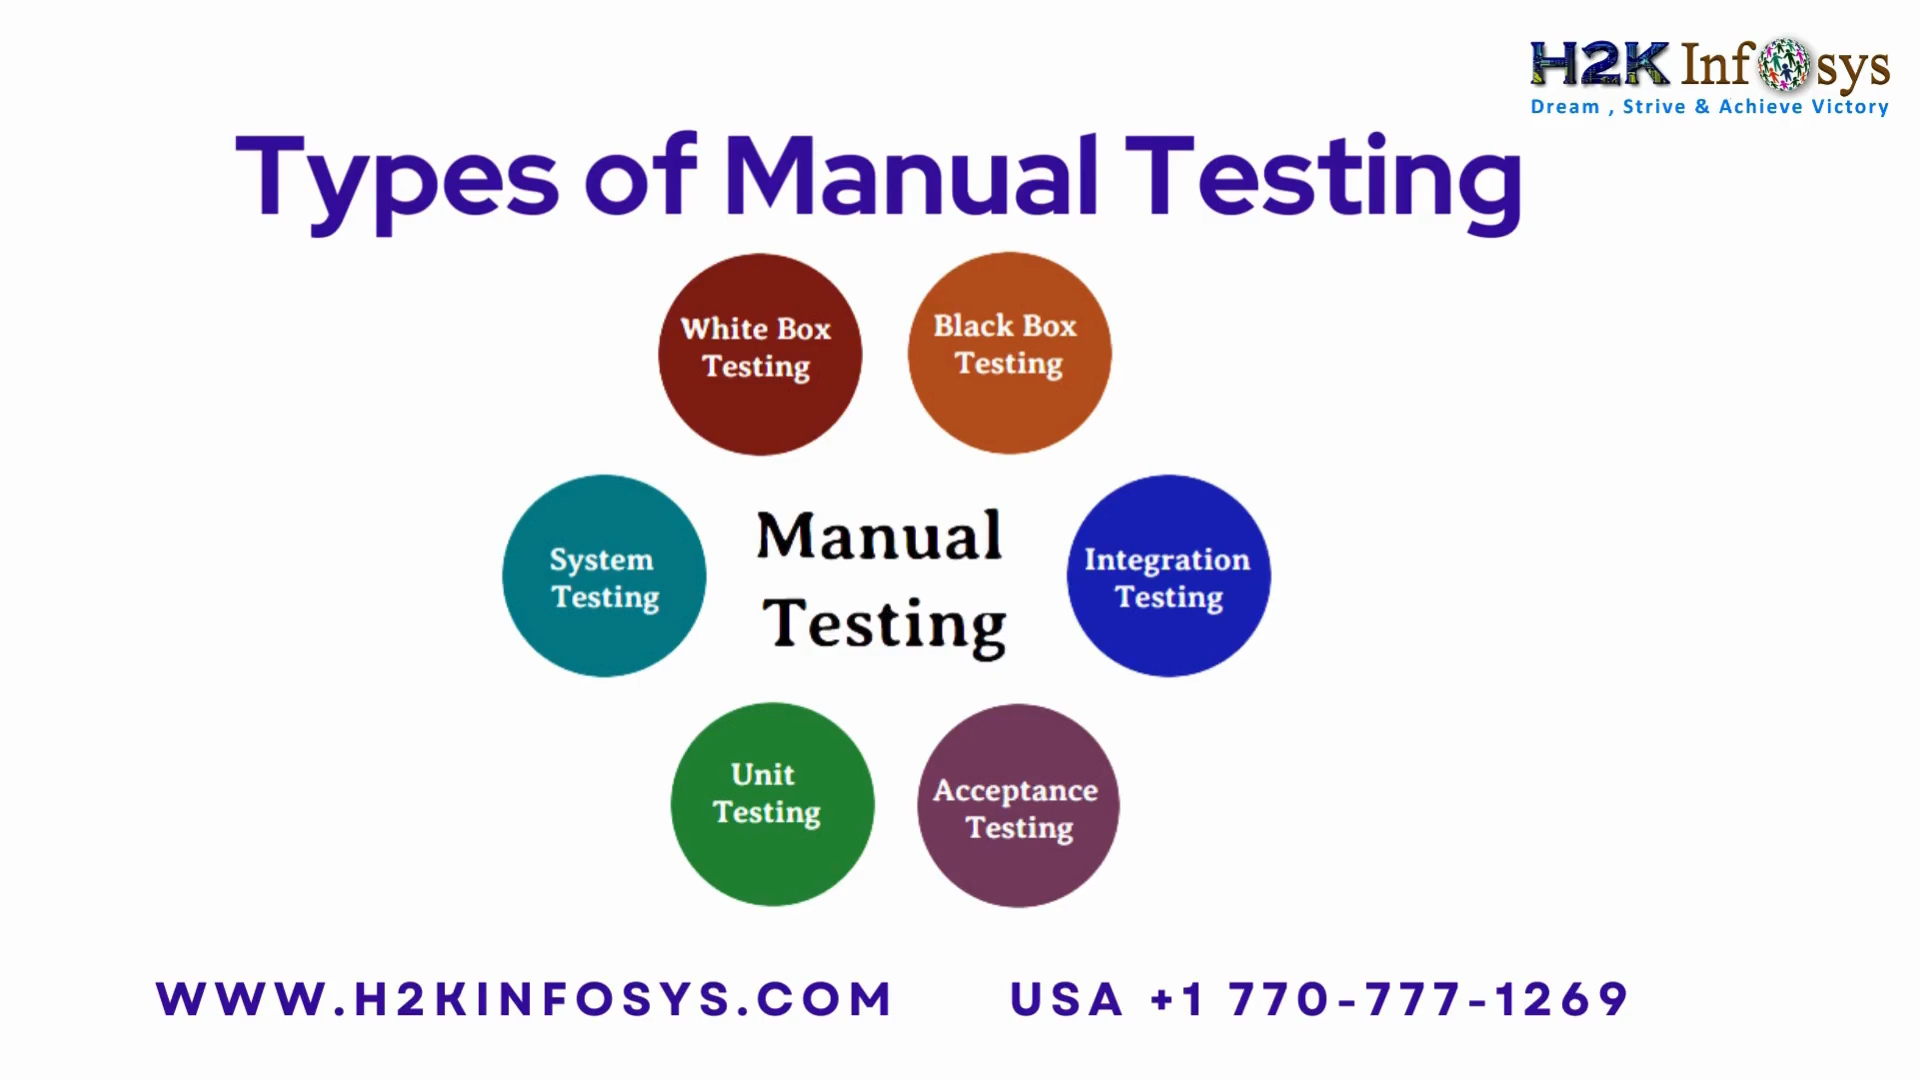 H2K Infosys
Dream , Strive & Achieve Victory
Types of Manual Testing
White Box
Testing
Black Box
Testing
System
Testing
Manual
Testing
Integration
Testing
Unit
Testing
Acceptance
Testing
WWW.H2KINFOSYS.COM
USA +1 770-777-1269